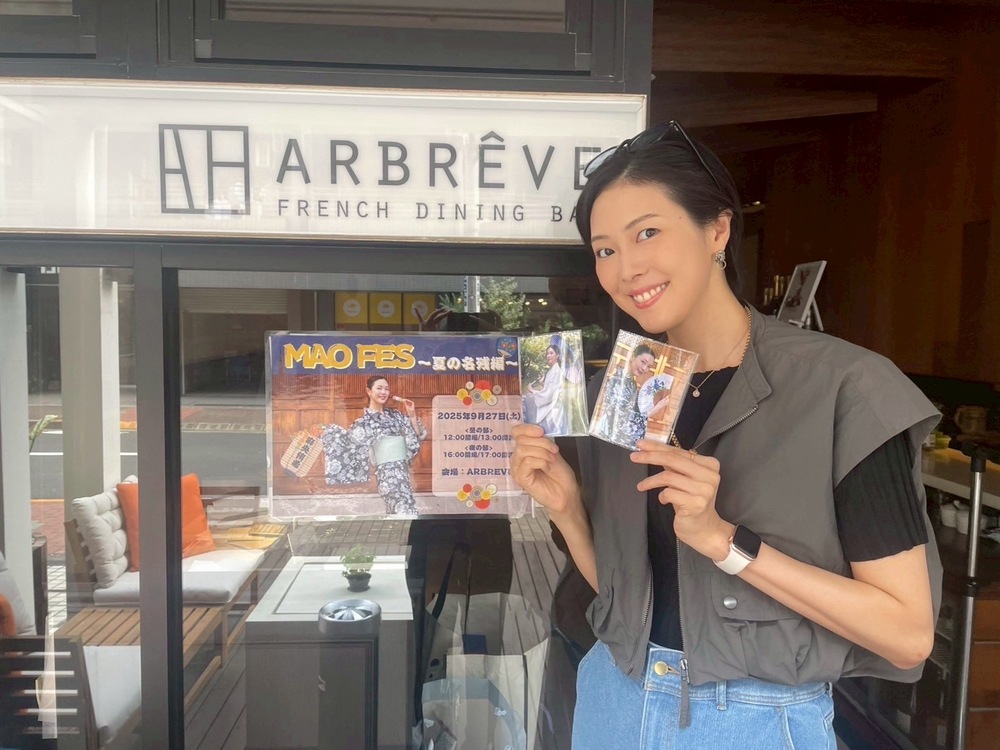 AH
ARBRÊVE
FRENCH DINING BA
MAO FES ～夏の名残編～
2025年9月27日(土)
<昼の部>
12:00開場/13:00開演
<夜の部>
16:00開場/17:00開演
会場：ARBREVE